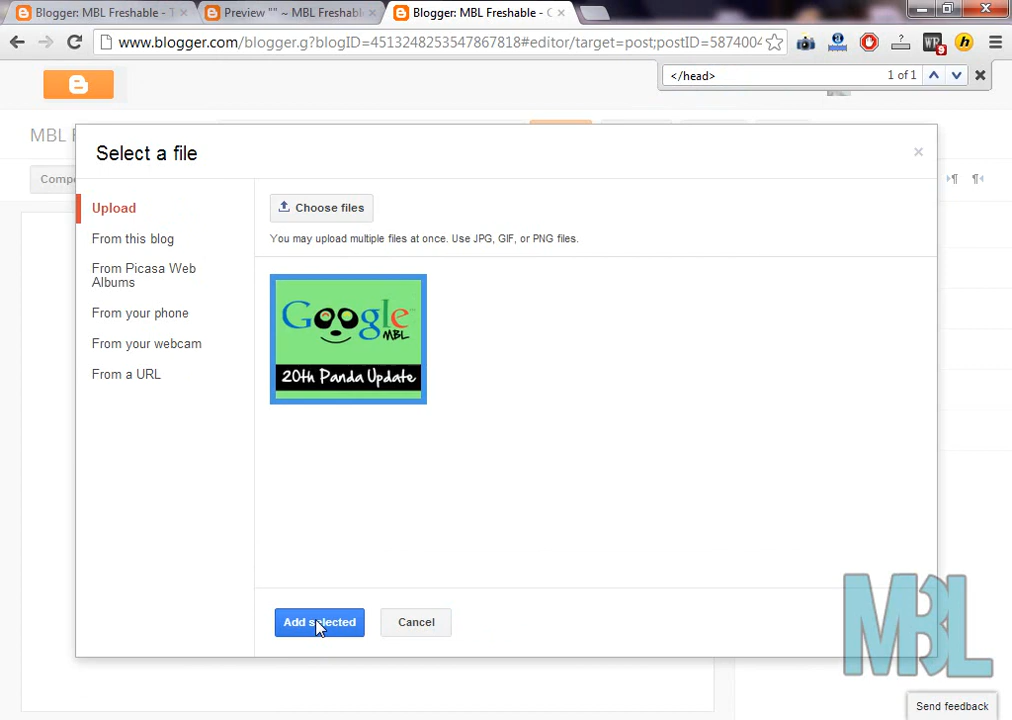 Blogger: MBL Freshable - T
Preview "" ~ MBL Freshabl
Blogger: MBL Freshable - C
www.blogger.com/blogger.g?blogID=4513248253547867818#editor/target=post;postID=5874004
</head>
1 of 1
MBL F
Compo
Select a file
Upload
From this blog
From Picasa Web
Albums
From your phone
From your webcam
From a URL
Choose files
You may upload multiple files at once. Use JPG, GIF, or PNG files.
Google
MBL
20th Panda Update
Add selected
Cancel
MBL
Send feedback